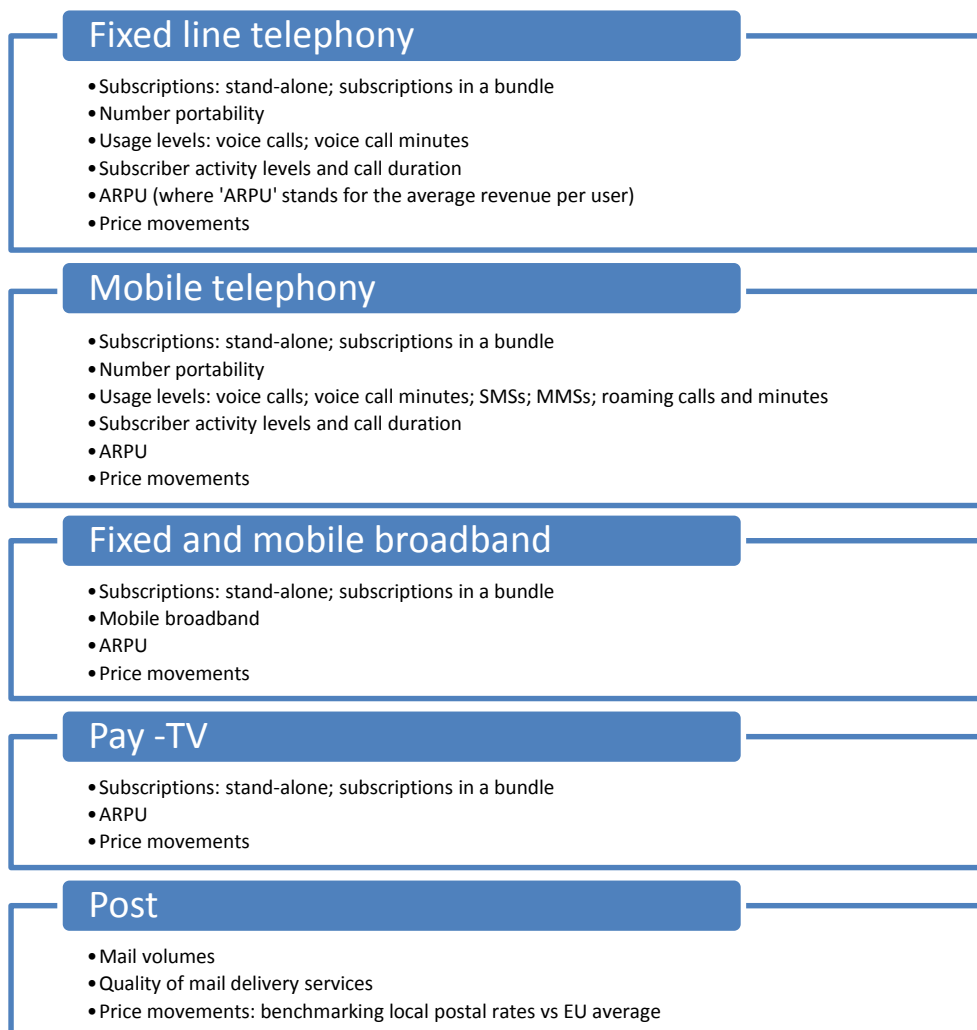 Fixed line telephony
•Subscriptions: stand-alone; subscriptions in a bundle
•Number portability
•Usage levels: voice calls; voice call minutes
•Subscriber activity levels and call duration
•ARPU (where 'ARPU' stands for the average revenue per user)
•Price movements
Mobile telephony
•Subscriptions: stand-alone; subscriptions in a bundle
•Number portability
•Usage levels: voice calls; voice call minutes; SMSs; MMSs; roaming calls and minutes
•Subscriber activity levels and call duration
•ARPU
•Price movements
Fixed and mobile broadband
•Subscriptions: stand-alone; subscriptions in a bundle
•Mobile broadband
•ARPU
•Price movements
Pay -TV
•Subscriptions: stand-alone; subscriptions in a bundle
•ARPU
•Price movements
Post
•Mail volumes
•Quality of mail delivery services
•Price movements: benchmarking local postal rates vs EU average